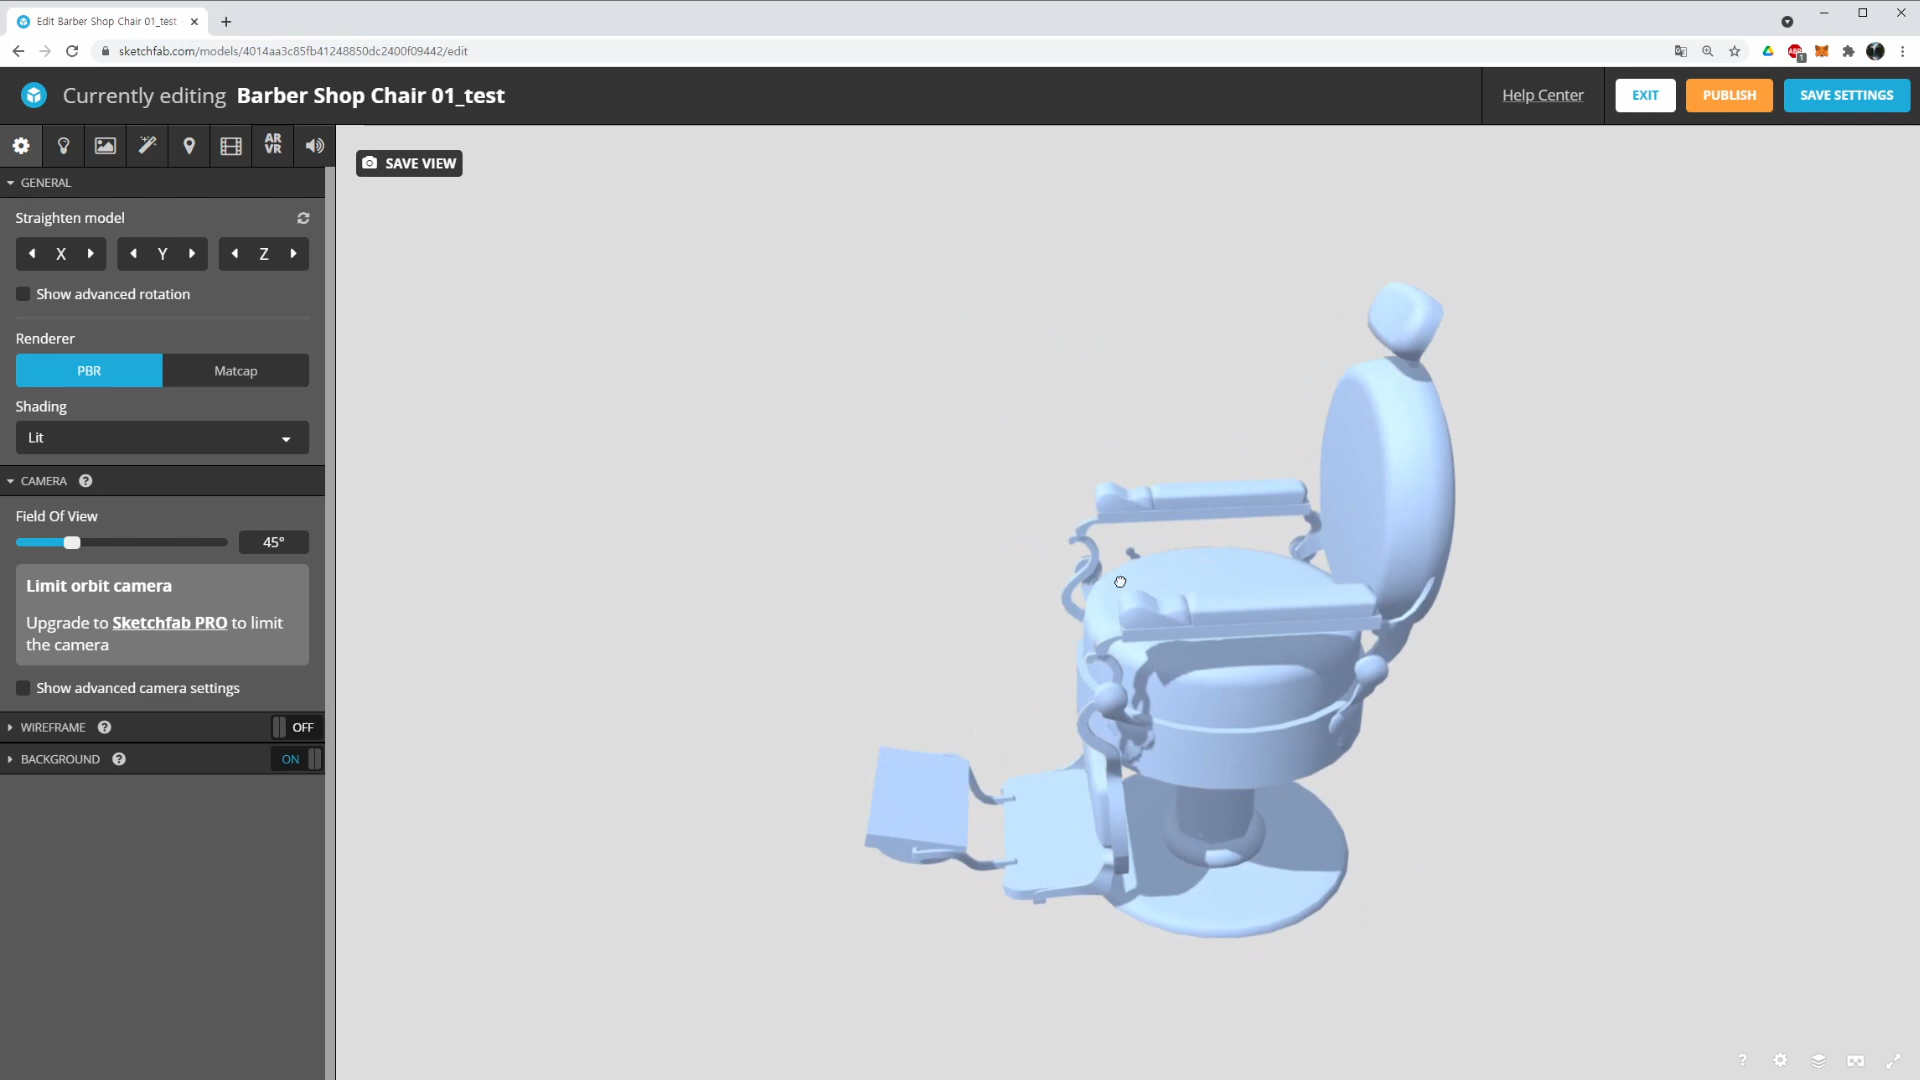 Edit Barber Shop Chair 01_test
sketchfab.com/models/4014aa3c85fb41248850dc2400f09442/edit
Currently editing Barber Shop Chair 01_test
Help Center
EXIT
PUBLISH
SAVE SETTINGS
AR
VR
SAVE VIEW
GENERAL
Straighten model
X
Y
Z
Show advanced rotation
Renderer
PBR
Matcap
Shading
Lit
CAMERA
Field Of View
45°
Limit orbit camera
Upgrade to Sketchfab PRO to limit
the camera
Show advanced camera settings
WIREFRAME
OFF
BACKGROUND
ON